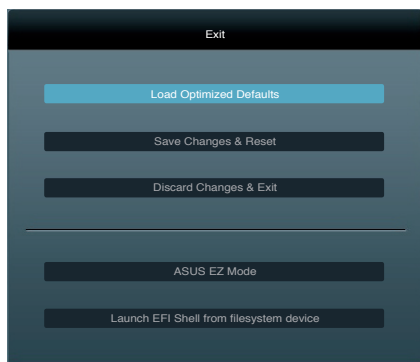 Exit
Load Optimized Defaults
Save Changes & Reset
Discard Changes & Exit
ASUS EZ Mode
Launch EFI Shell from filesystem device